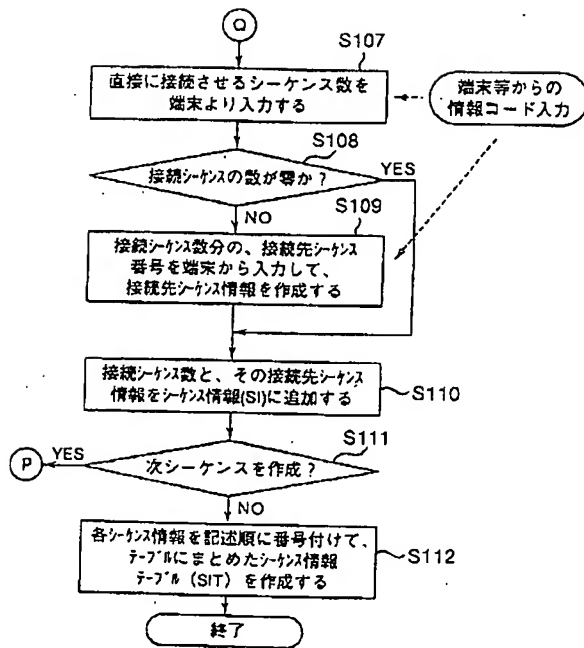 Q
S107
直接に接続させるシーケンス数を
端末より入力する
端末等からの
情報コード入力
S108
接続シーケンスの数が零か?
YES
NO
S109
接続シーケンス数分の、接続先シーケンス
番号を端末から入力して、
接続先シーケンス情報を作成する
接続シーケンス数と、その接続先シーケンス
情報をシーケンス情報(SI)に追加する
S110
S111
P
YES
次シーケンスを作成?
NO
各シーケンス情報を記述順に番号付けて、
テーブルにまとめたシーケンス情報
テーブル(SIT)を作成する
S112
終了